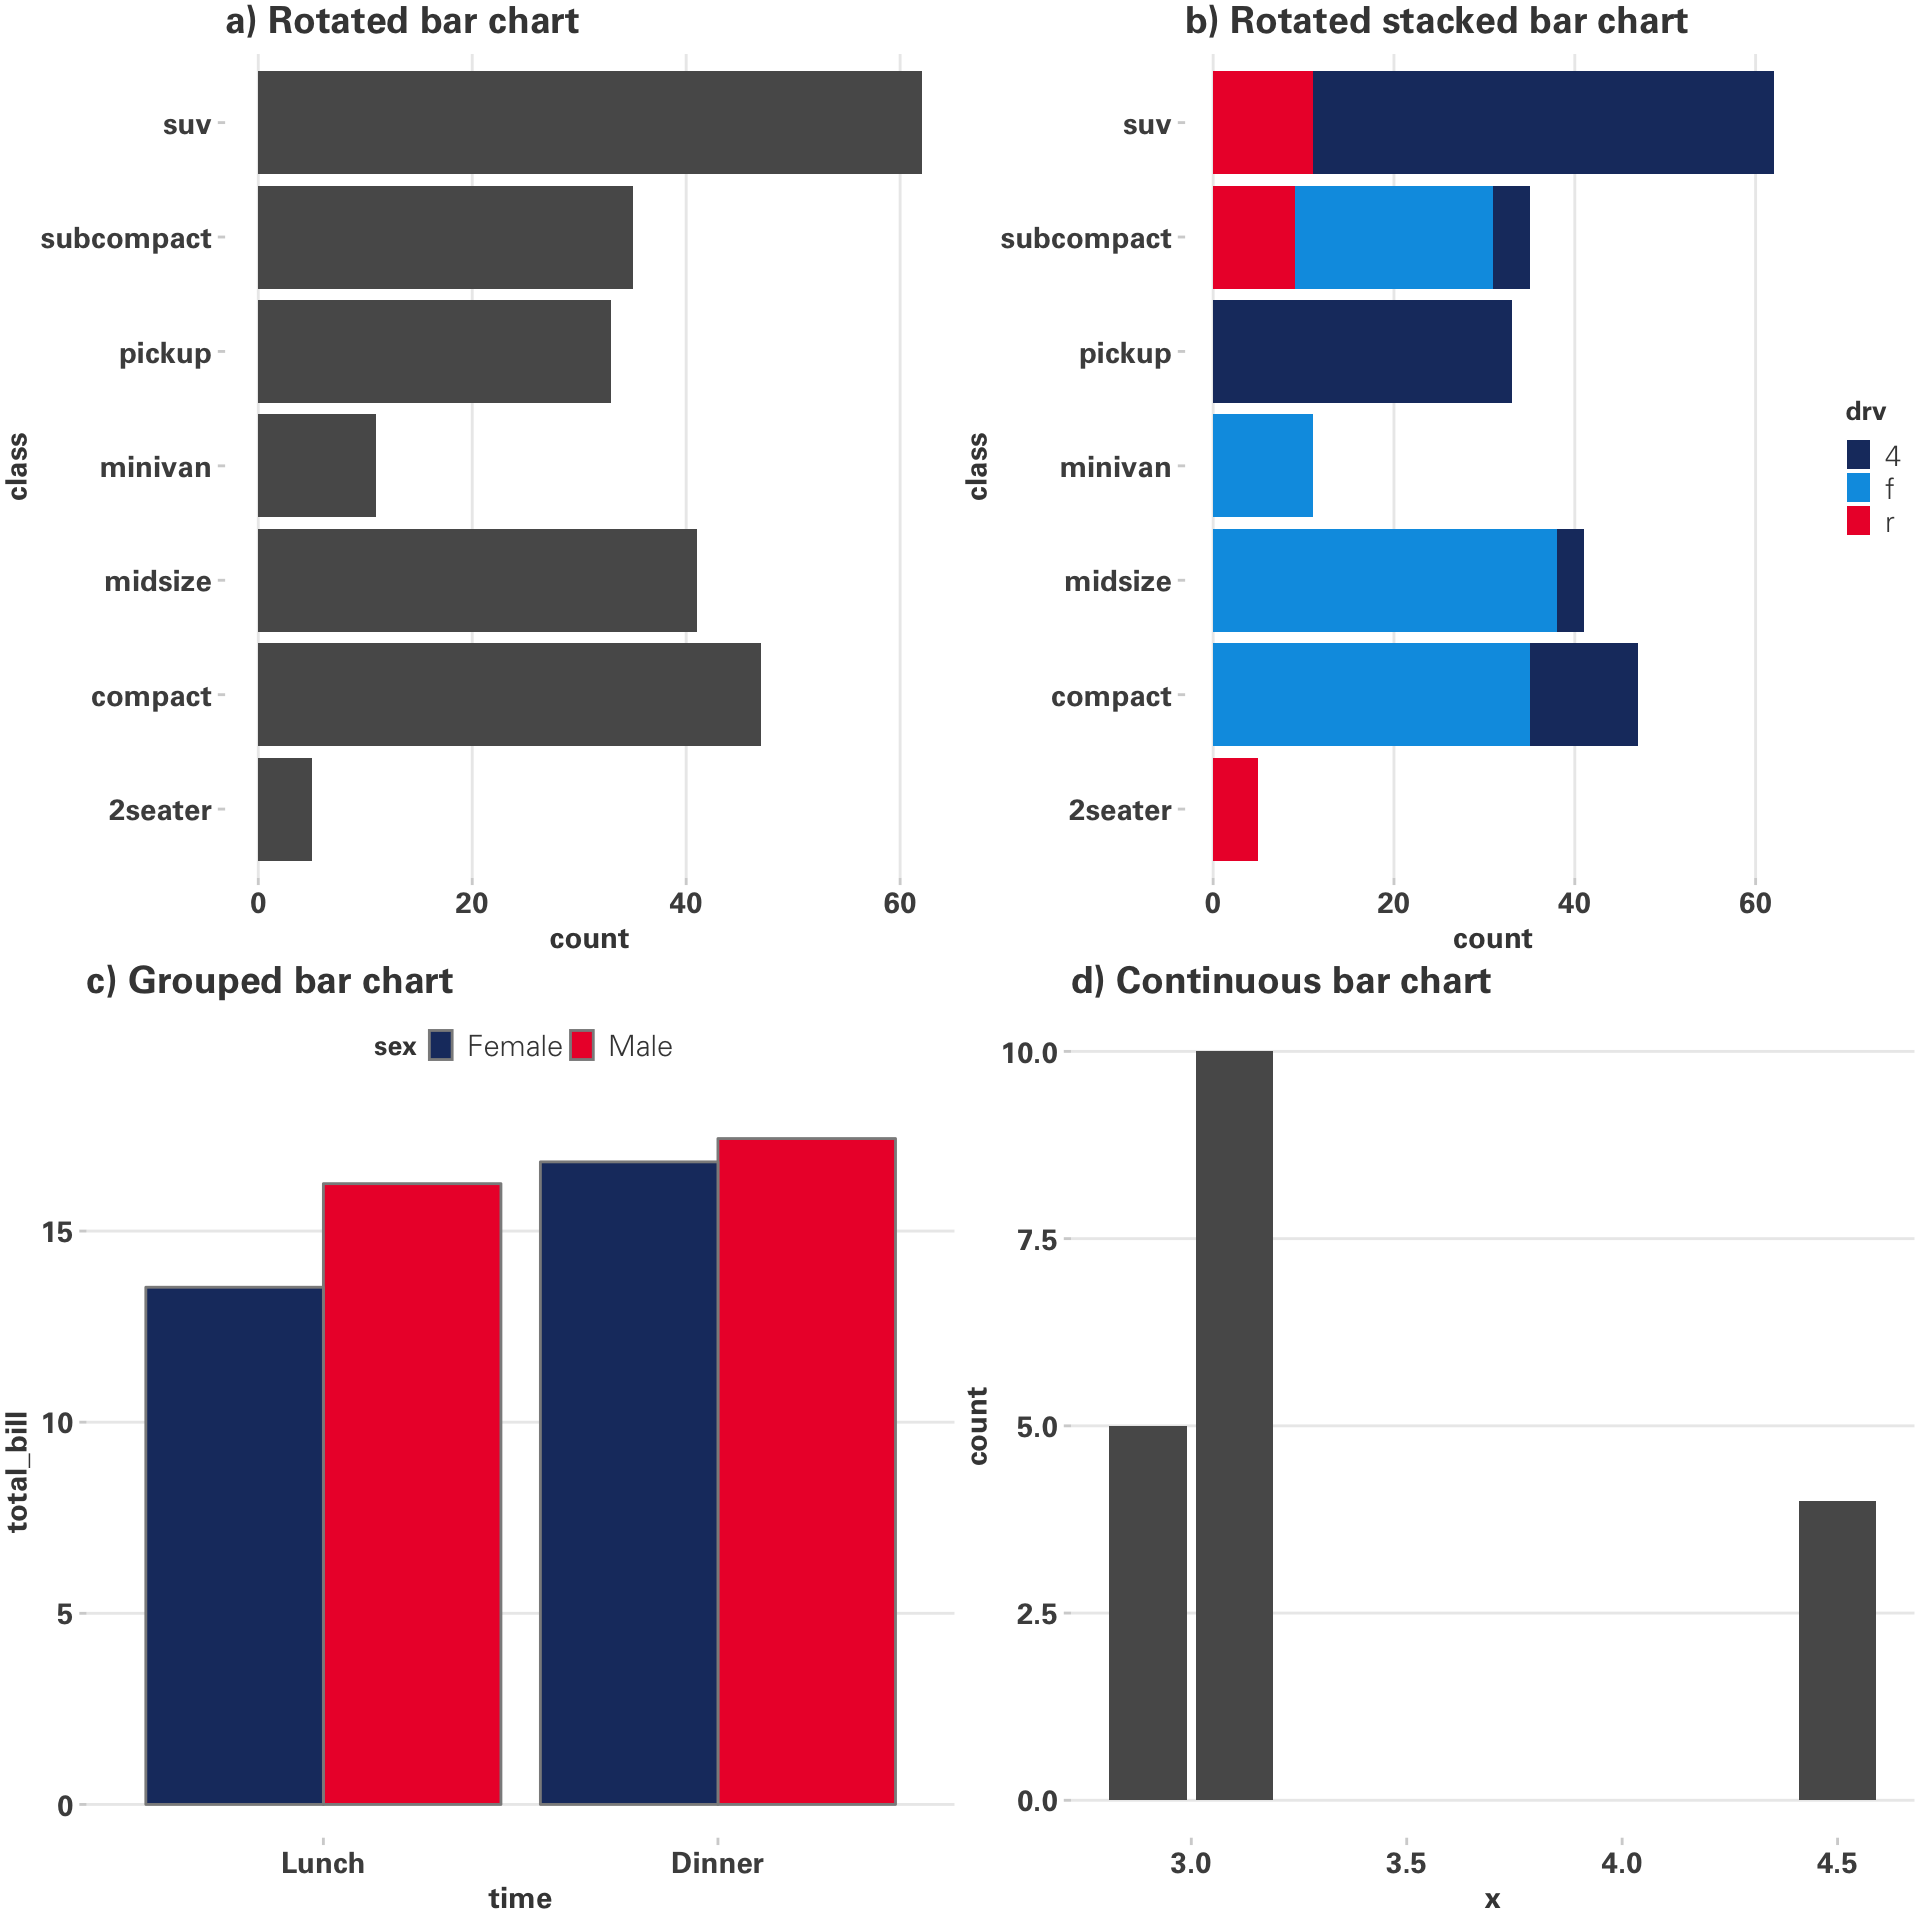 a) Rotated bar chart
suv
subcompact
pickup
minivan
midsize
compact
2seater
class
0 20 40 60
count
b) Rotated stacked bar chart
suv
subcompact
pickup
minivan
midsize
compact
2seater
class
0 20 40 60
count
drv
4
f
r
c) Grouped bar chart
sex Female Male
15
10
5
0
total_bill
Lunch Dinner
time
d) Continuous bar chart
10.0
7.5
5.0
2.5
0.0
count
3.0 3.5 4.0 4.5
x